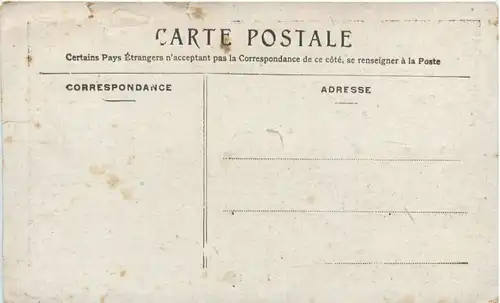 CARTE POSTALE
Certains Pays Étrangers n'acceptant pas la Correspondance de ce côté, se renseigner à la Poste
CORRESPONDANCE
ADRESSE